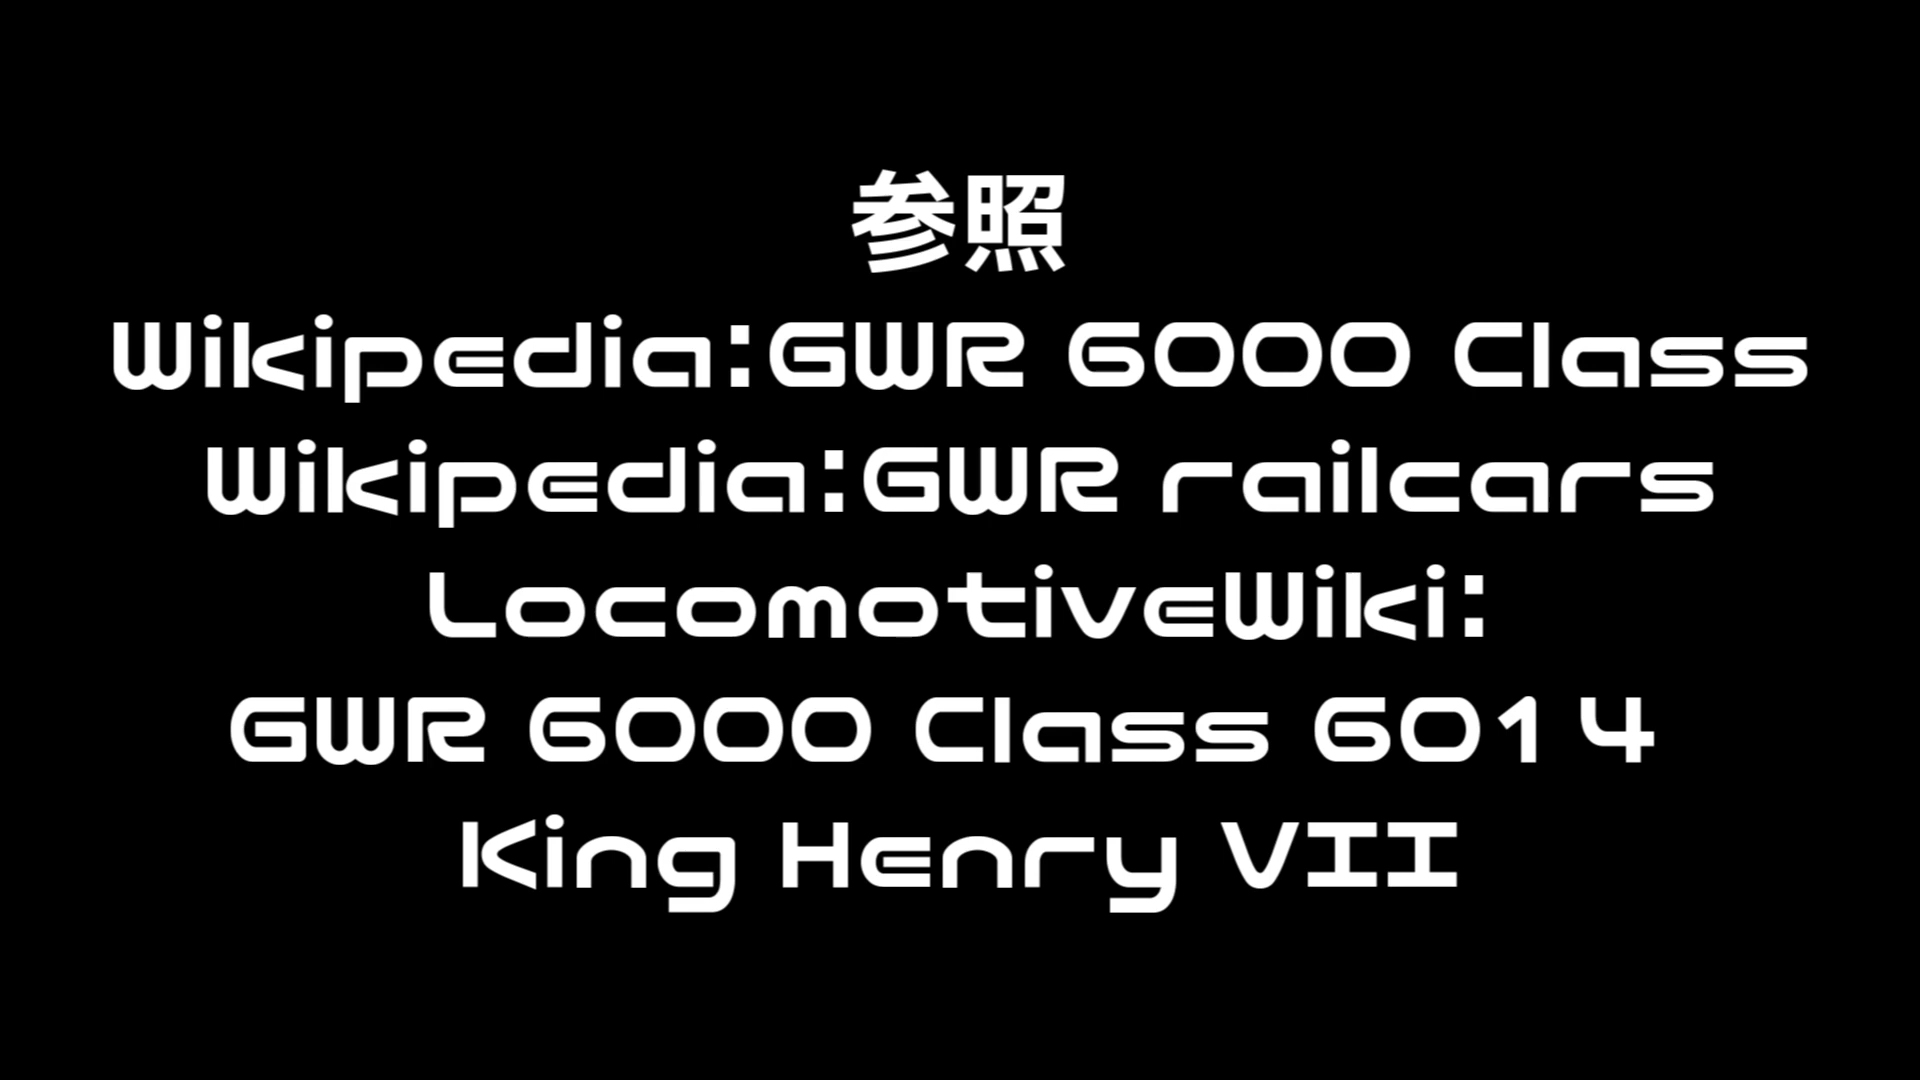 参照
Wikipedia:GWR 6000 Class
Wikipedia:GWR railcars
LocomotiveWiki:
GWR 6000 Class 6014
King Henry VII